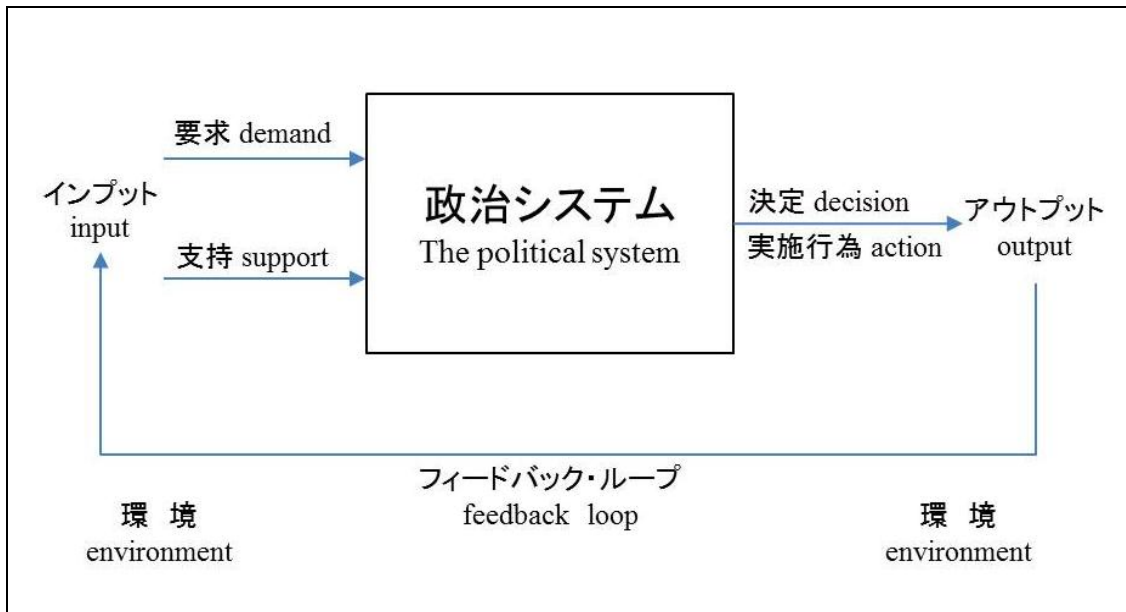 要求 demand
インプット
input
支持 support
政治システム
The political system
決定 decision
実施行為 action
アウトプット
output
フィードバック・ループ
feedback loop
環 境
environment
環 境
environment